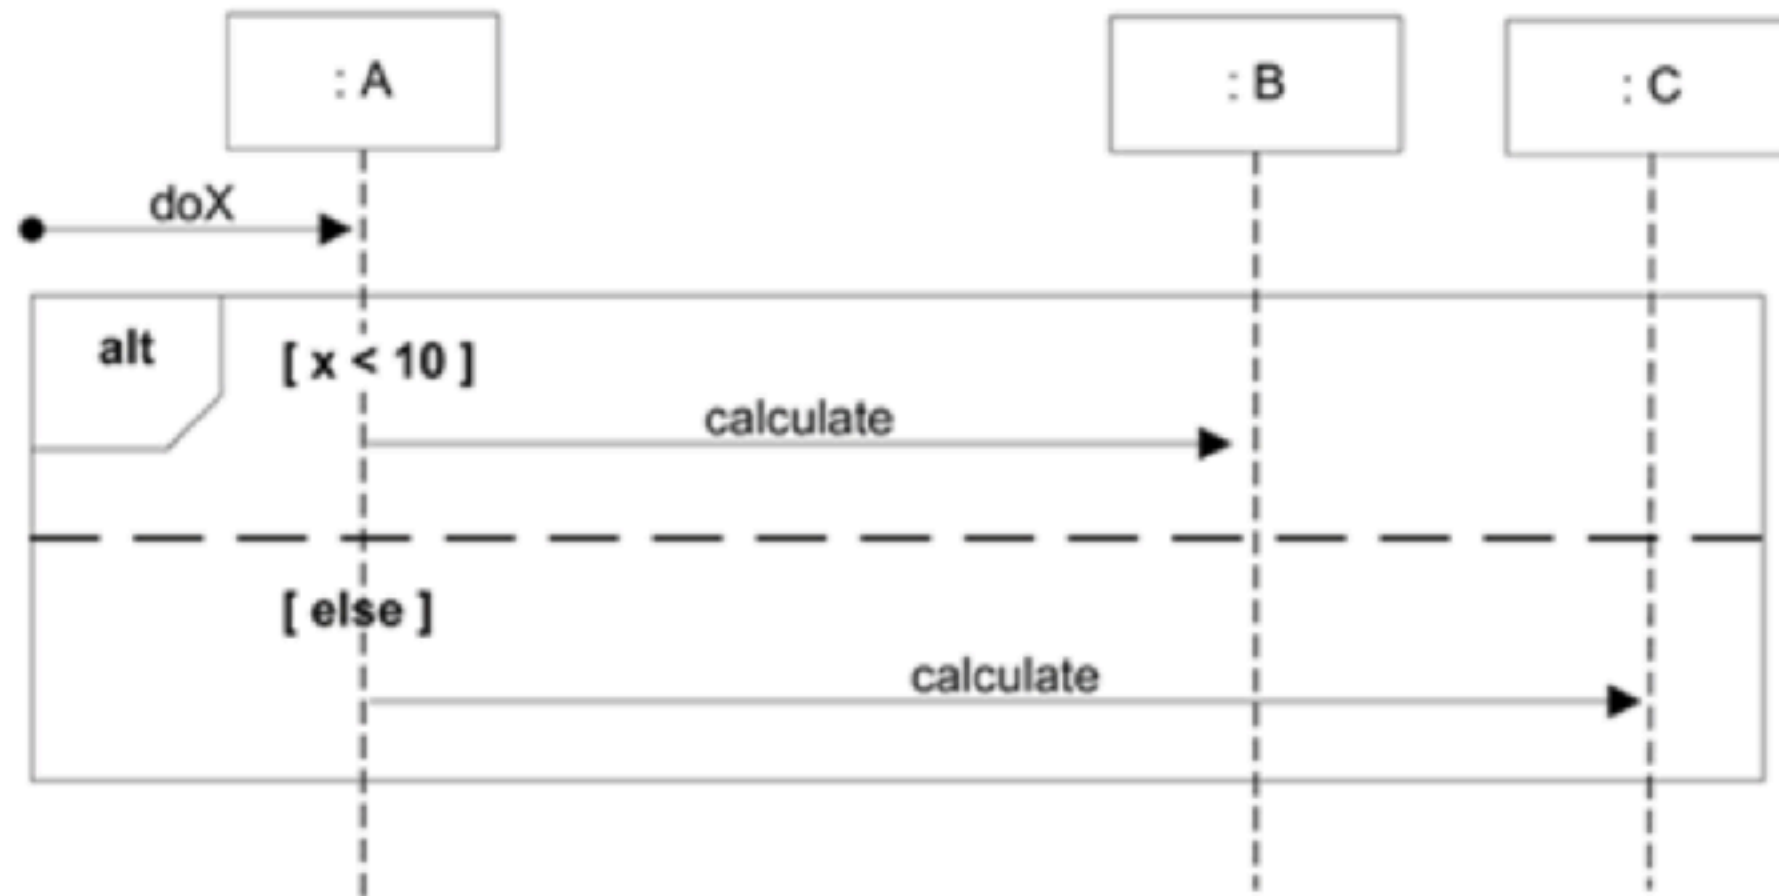 : A
: B
: C
doX
alt
[ x < 10 ]
calculate
[ else ]
calculate